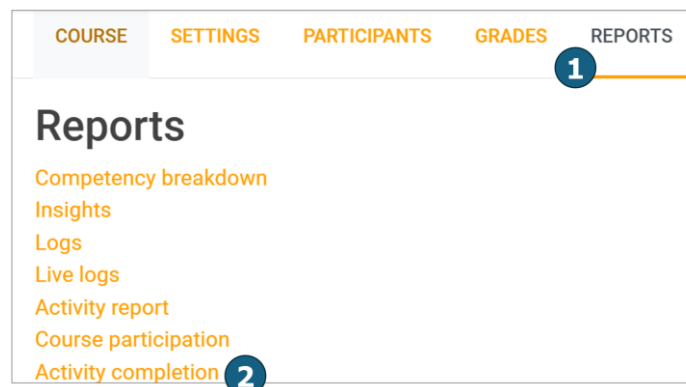 COURSE SETTINGS PARTICIPANTS GRADES REPORTS
1
Reports
Competency breakdown
Insights
Logs
Live logs
Activity report
Course participation
Activity completion 2